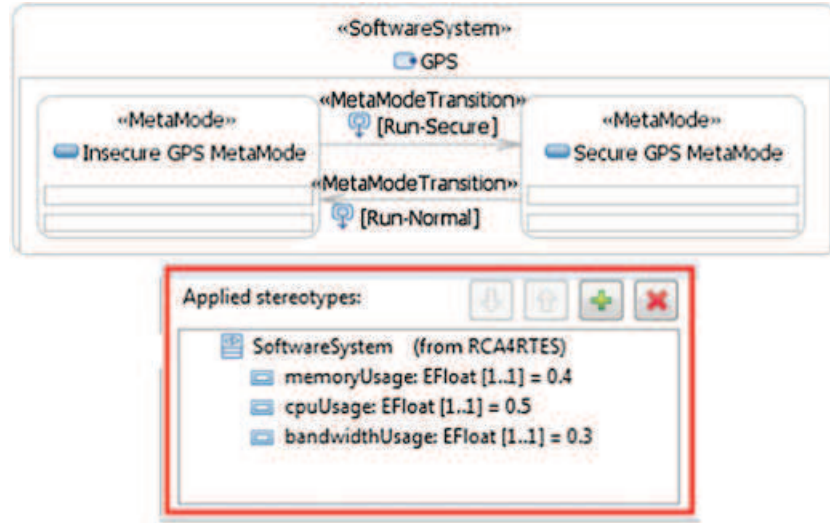 «SoftwareSystem»
GPS
«MetaModeTransition»
«MetaMode»
[Run-Secure]
«MetaMode»
Insecure GPS MetaMode
Secure GPS MetaMode
«MetaModeTransition»
[Run-Normal]
Applied stereotypes:
SoftwareSystem (from RCA4RTES)
memoryUsage: EFloat [1..1] = 0.4
cpuUsage: EFloat [1..1] = 0.5
bandwidthUsage: EFloat [1..1] = 0.3